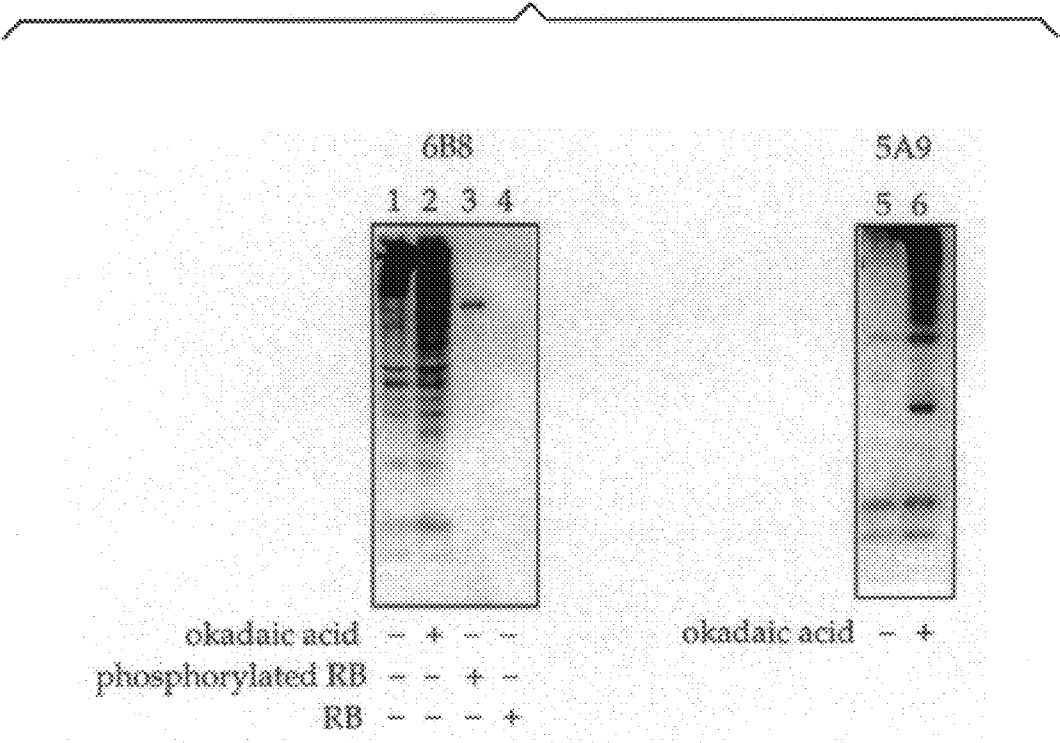 6B8 5A9
1 2 3 4 5 6
okadaic acid – + – – okadaic acid – +
phosphorylated RB – – + –
RB – – – +